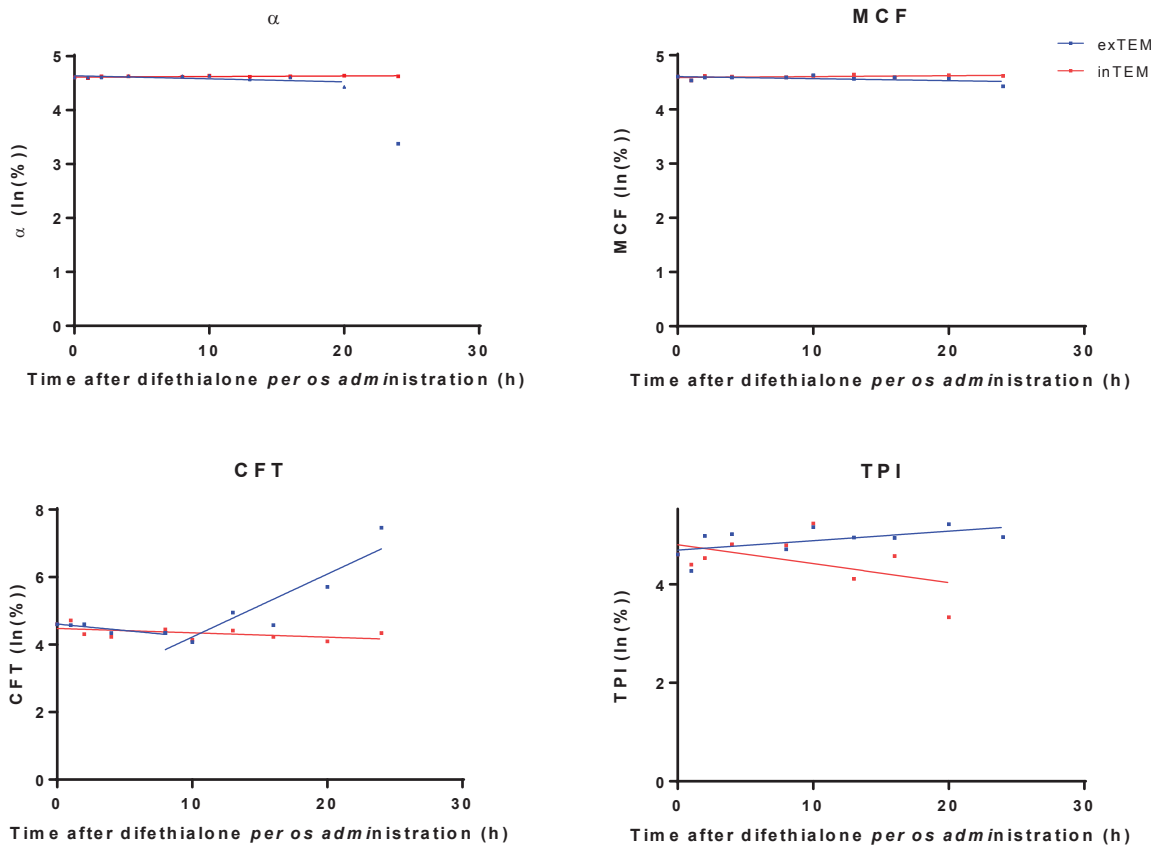 α
MCF
exTEM
inTEM
5
4
3
2
1
0
α (ln(%))
0
10
20
30
Time after difethialone per os administration (h)
5
4
3
2
1
0
MCF (ln(%))
0
10
20
30
Time after difethialone per os administration (h)
CFT
TPI
8
6
4
2
0
CFT (ln(%))
0
10
20
30
Time after difethialone per os administration (h)
6
4
2
0
TPI (ln(%))
0
10
20
30
Time after difethialone per os administration (h)